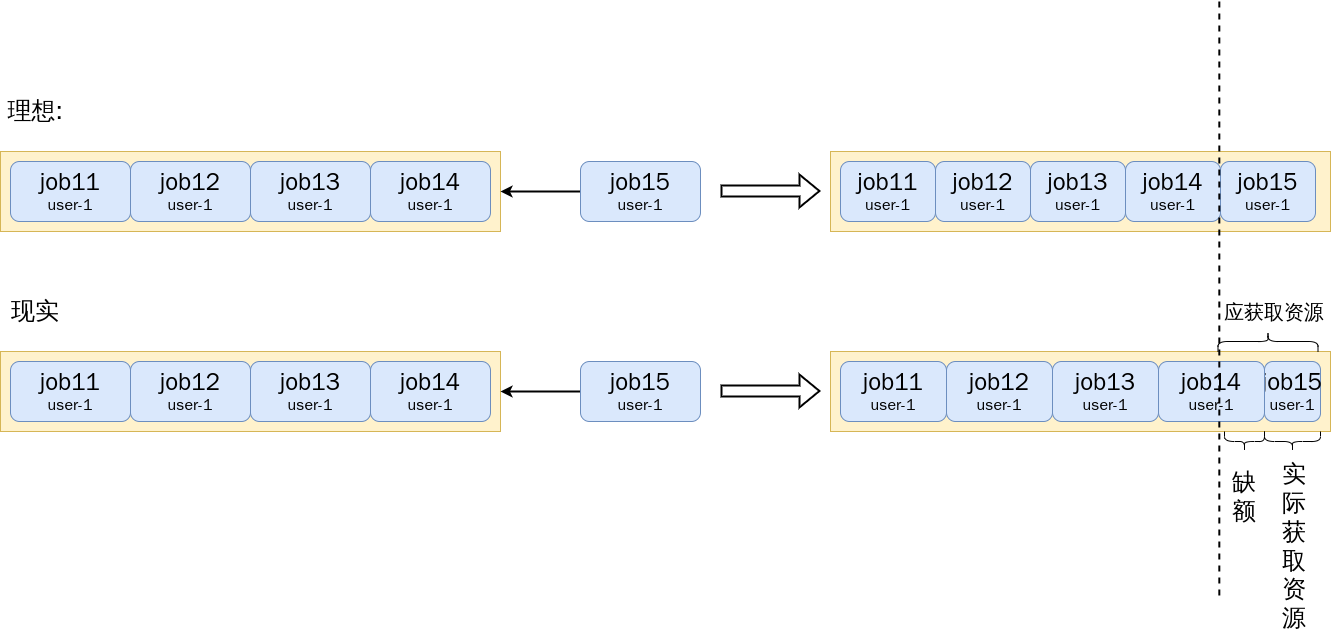 理想:
job11 job12 job13 job14 job15 job11 job12 job13 job14 job15
user-1 user-1 user-1 user-1 user-1 user-1 user-1 user-1 user-1 user-1
现实
应获取资源
job11 job12 job13 job14 job15 job11 job12 job13 job14 job15
user-1 user-1 user-1 user-1 user-1 user-1 user-1 user-1 user-1 user-1
缺额
实际获取资源